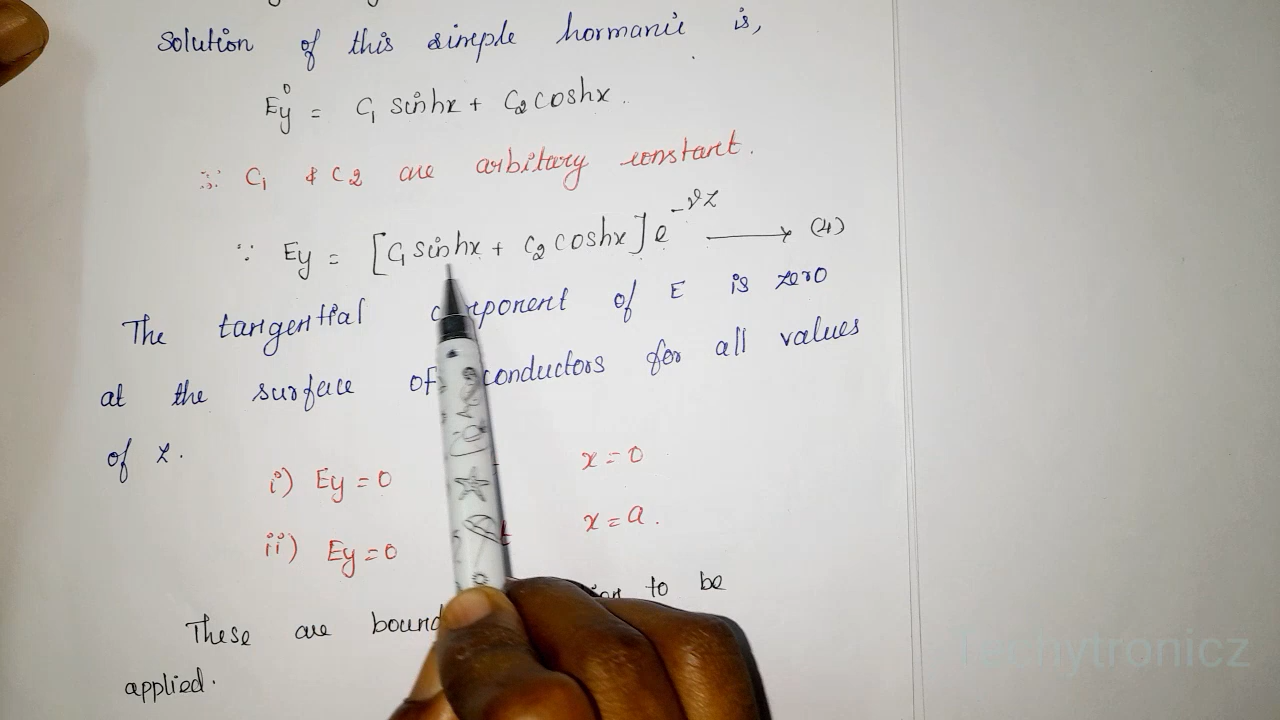 Solution of this simple hormanic is,
Ey⁰ = C₁ sinhx + C₂ coshx.
∵ C₁ & C₂ are arbitary constant.
∵ Ey = [C₁ sinhx + C₂ coshx] e^-γz → (4)
The tangential component of E is zero
at the surface of conductors for all values
of z.
i) Ey = 0 x = 0
ii) Ey = 0 x = a.
These are to be
applied.
Techytronicz